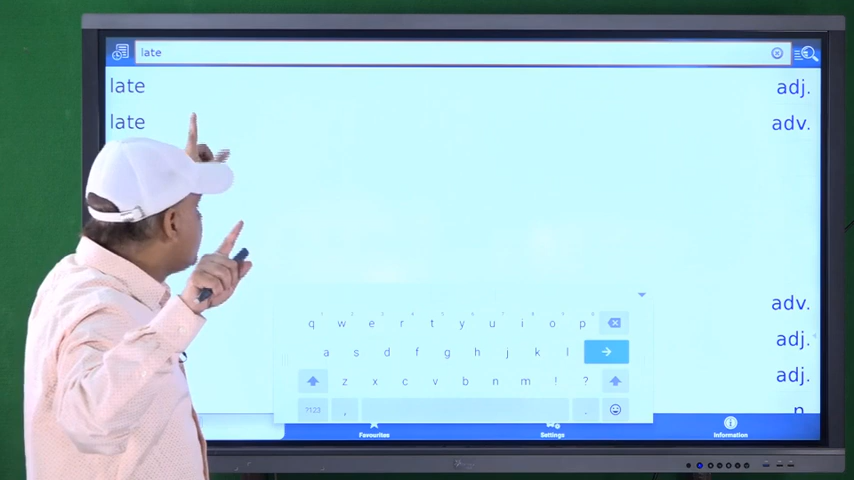 late
late adj.
late adv.
adv.
adj.
adj.
n.
q w e r t y u i o p
a s d f g h j k l
z x c v b n m ! ?
?123 , .
Favourites Settings Information